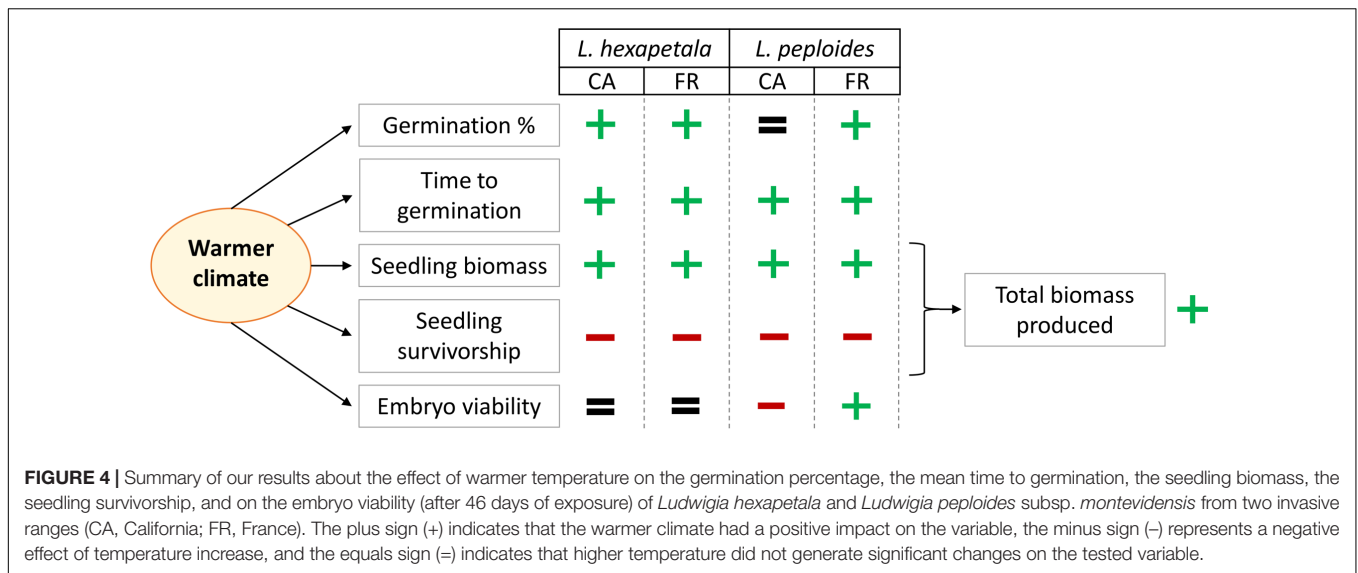 L. hexapetala L. peploides
CA FR CA FR
Germination % + + = +
Time to
germination + + + +
Warmer
climate
Seedling biomass + + + +
Total biomass
produced +
Seedling
survivorship – – – –
Embryo viability = = – +
FIGURE 4 | Summary of our results about the effect of warmer temperature on the germination percentage, the mean time to germination, the seedling biomass, the
seedling survivorship, and on the embryo viability (after 46 days of exposure) of Ludwigia hexapetala and Ludwigia peploides subsp. montevidensis from two invasive
ranges (CA, California; FR, France). The plus sign (+) indicates that the warmer climate had a positive impact on the variable, the minus sign (–) represents a negative
effect of temperature increase, and the equals sign (=) indicates that higher temperature did not generate significant changes on the tested variable.